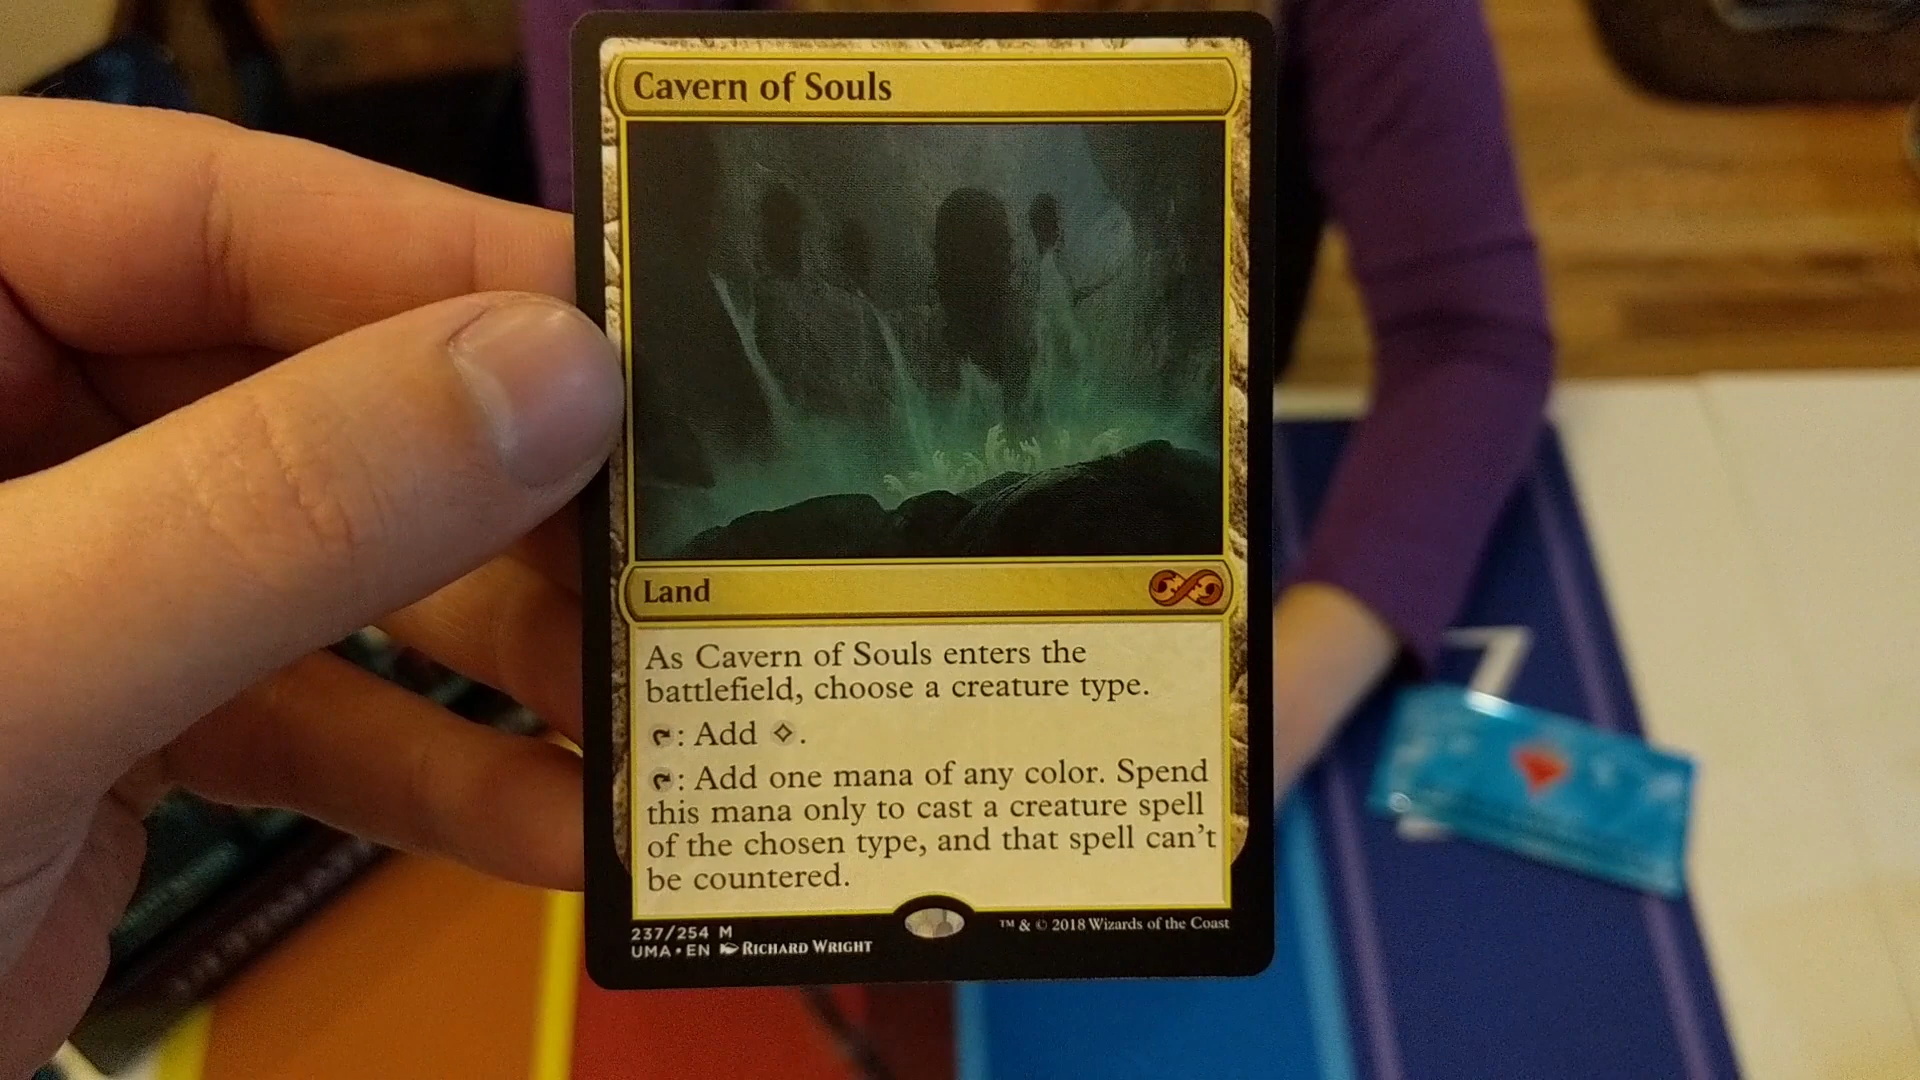 Cavern of Souls
Land
As Cavern of Souls enters the
battlefield, choose a creature type.
: Add .
: Add one mana of any color. Spend
this mana only to cast a creature spell
of the chosen type, and that spell can't
be countered.
237/254 M
UMA • EN RICHARD WRIGHT
™ & © 2018 Wizards of the Coast
7